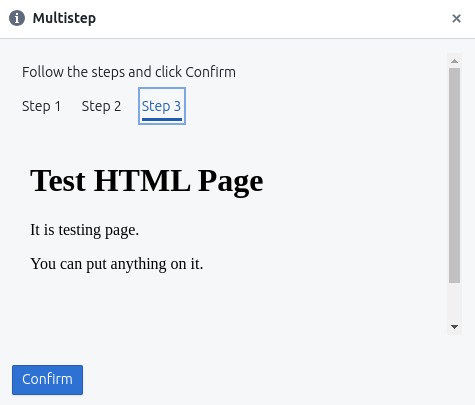 Multistep
Follow the steps and click Confirm
Step 1 Step 2 Step 3
Test HTML Page
It is testing page.
You can put anything on it.
Confirm